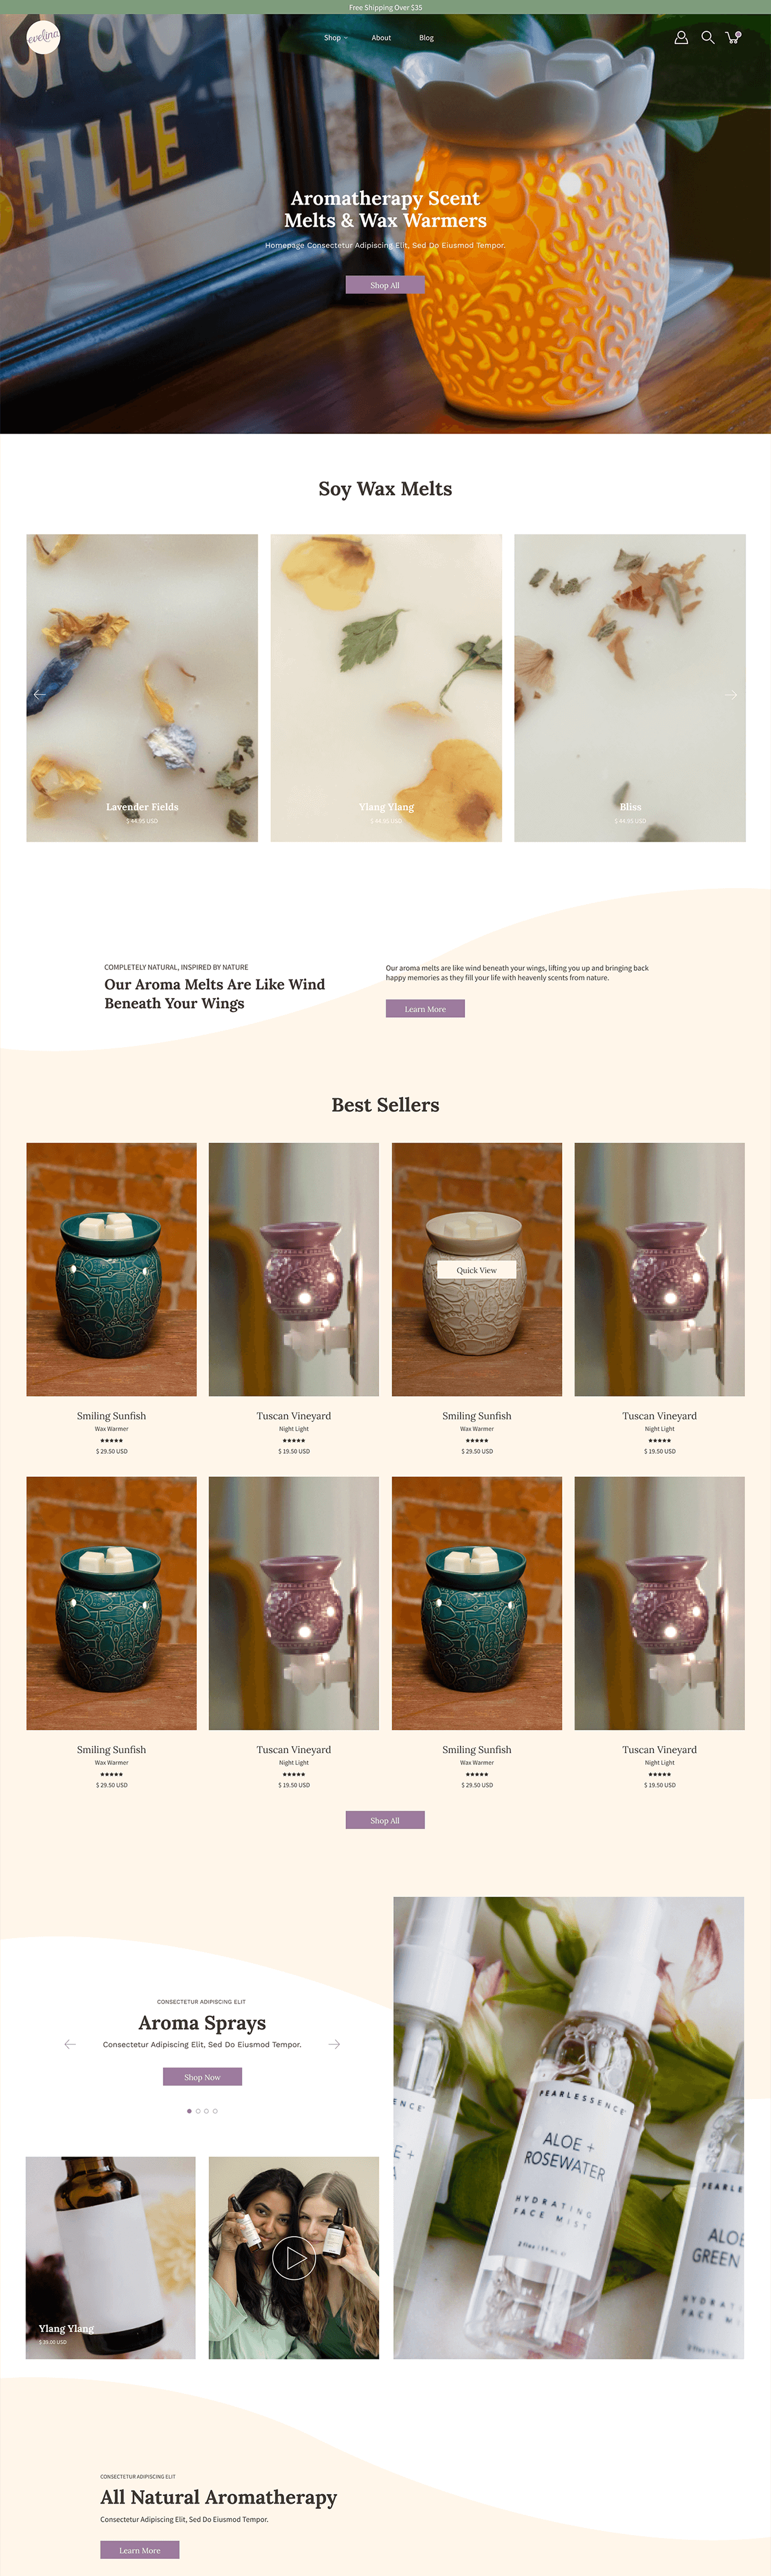 Free Shipping Over $35
evelina
Shop
About
Blog
ELLE
Aromatherapy Scent
Melts & Wax Warmers
Homepage Consectetur Adipiscing Elit, Sed Do Eiusmod Tempor.
Shop All
Soy Wax Melts
Lavender Fields
$ 44.95 USD
Ylang Ylang
$ 44.95 USD
Bliss
$ 44.95 USD
COMPLETELY NATURAL, INSPIRED BY NATURE
Our Aroma Melts Are Like Wind
Beneath Your Wings
Our aroma melts are like wind beneath your wings, lifting you up and bringing back
happy memories as they fill your life with heavenly scents from nature.
Learn More
Best Sellers
Quick View
Smiling Sunfish
Wax Warmer
$ 29.50 USD
Tuscan Vineyard
Night Light
$ 19.50 USD
Smiling Sunfish
Wax Warmer
$ 29.50 USD
Tuscan Vineyard
Night Light
$ 19.50 USD
Smiling Sunfish
Wax Warmer
$ 29.50 USD
Tuscan Vineyard
Night Light
$ 19.50 USD
Smiling Sunfish
Wax Warmer
$ 29.50 USD
Tuscan Vineyard
Night Light
$ 19.50 USD
Shop All
CONSECTETUR ADIPISCING ELIT
Aroma Sprays
Consectetur Adipiscing Elit, Sed Do Eiusmod Tempor.
Shop Now
PEARLESSENCE
ALOE +
ROSEWATER
HYDRATING
FACE MIST
PEARLE
ALOE
GREEN
Ylang Ylang
CONSECTETUR ADIPISCING ELIT
All Natural Aromatherapy
Consectetur Adipiscing Elit, Sed Do Eiusmod Tempor.
Learn More